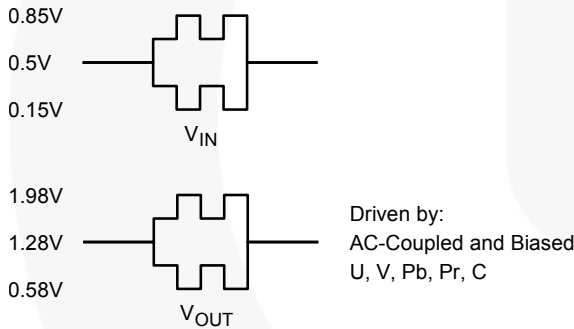 0.85V
0.5V
0.15V
VIN
1.98V
1.28V
0.58V
VOUT
Driven by:
AC-Coupled and Biased
U, V, Pb, Pr, C